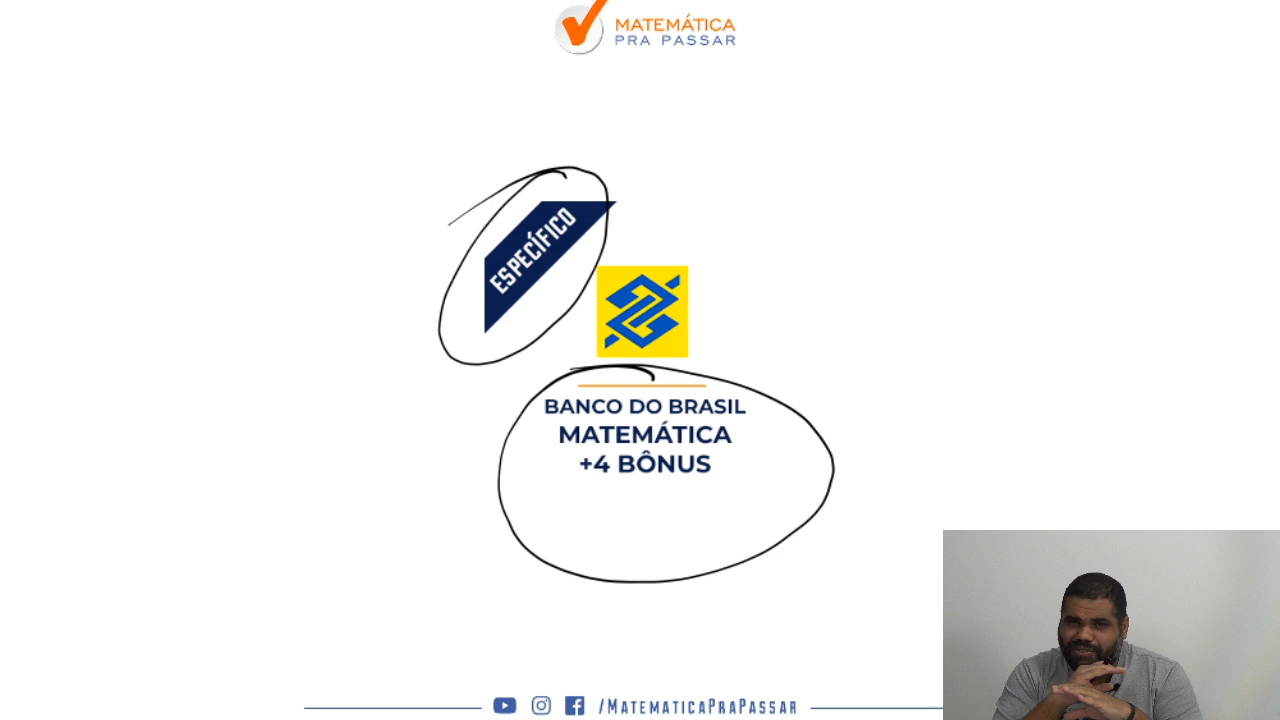 MATEMÁTICA
PRA PASSAR
ESPECÍFICO
BANCO DO BRASIL
MATEMÁTICA
+4 BÔNUS
/MATEMATICAPRAPASSAR